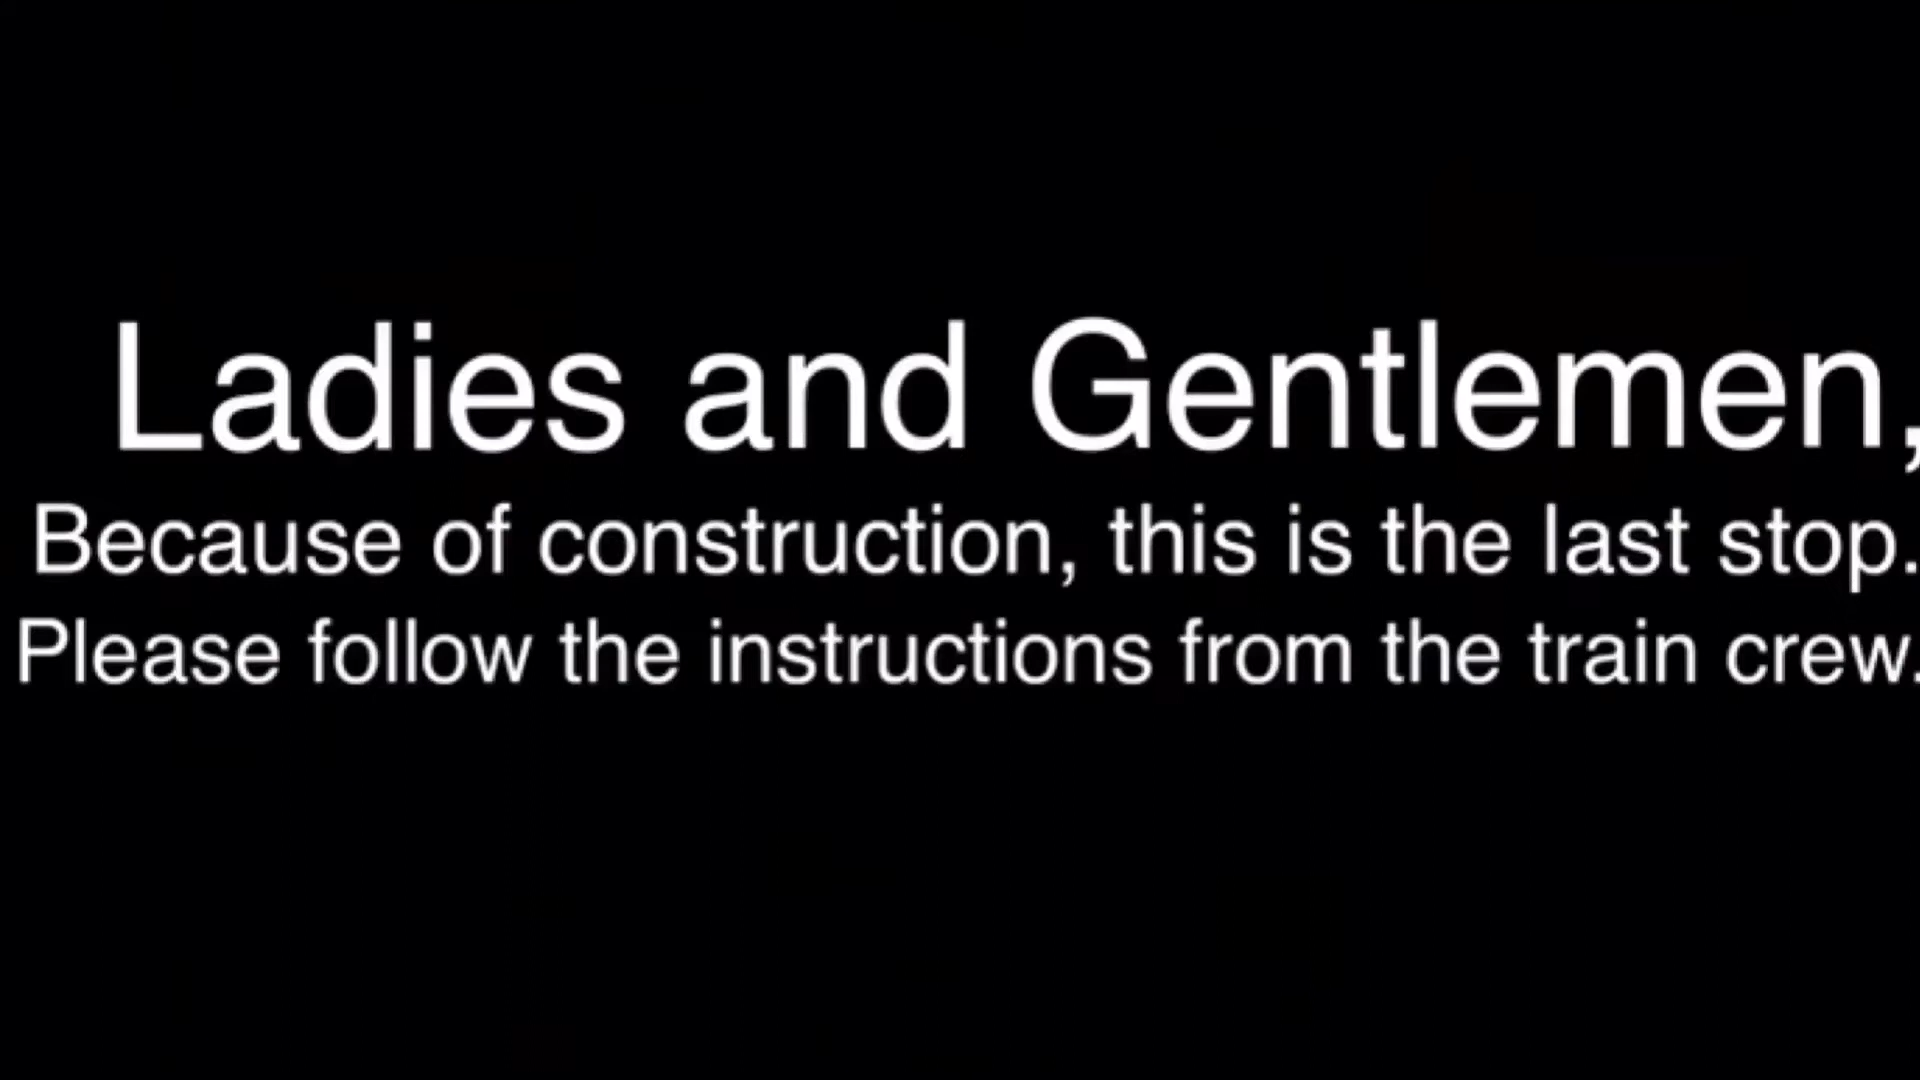 Ladies and Gentlemen,
Because of construction, this is the last stop.
Please follow the instructions from the train crew.